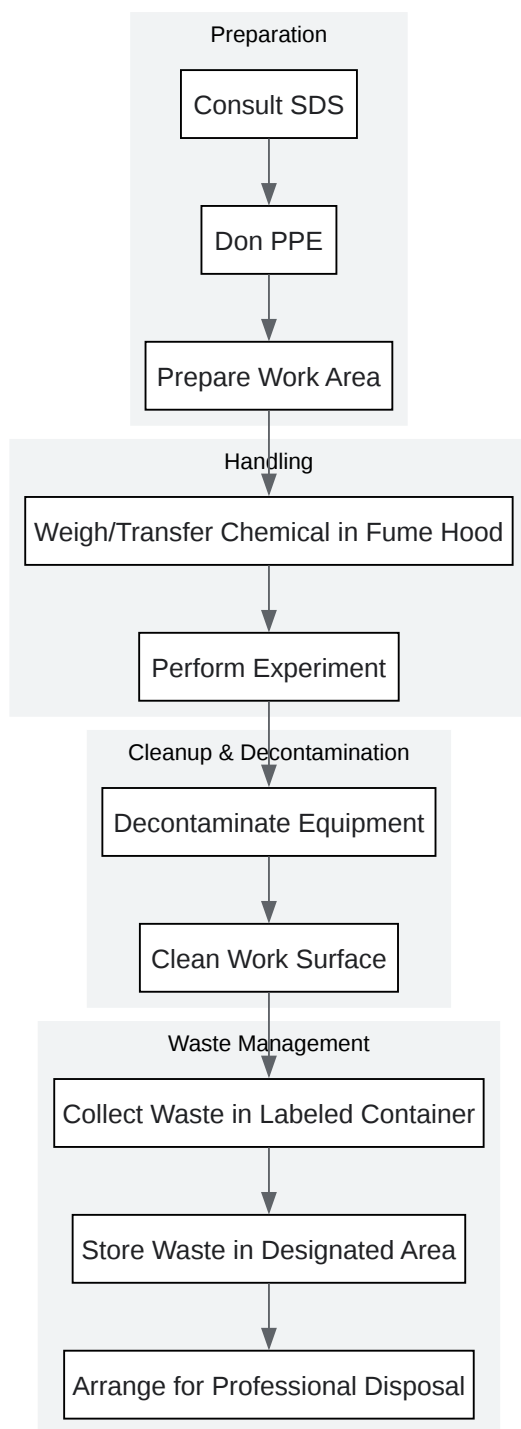 Preparation
Consult SDS
Don PPE
Prepare Work Area
Handling
Weigh/Transfer Chemical in Fume Hood
Perform Experiment
Cleanup & Decontamination
Decontaminate Equipment
Clean Work Surface
Waste Management
Collect Waste in Labeled Container
Store Waste in Designated Area
Arrange for Professional Disposal